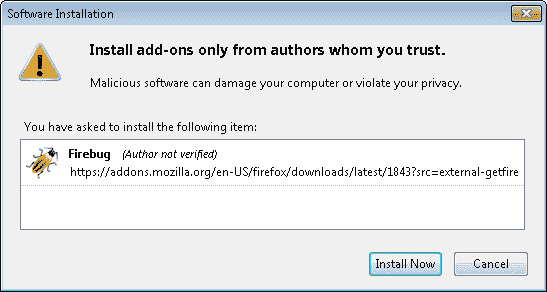 Software Installation
Install add-ons only from authors whom you trust.
Malicious software can damage your computer or violate your privacy.
You have asked to install the following item:
Firebug (Author not verified)
https://addons.mozilla.org/en-US/firefox/downloads/latest/1843?src=external-getfire
Install Now Cancel